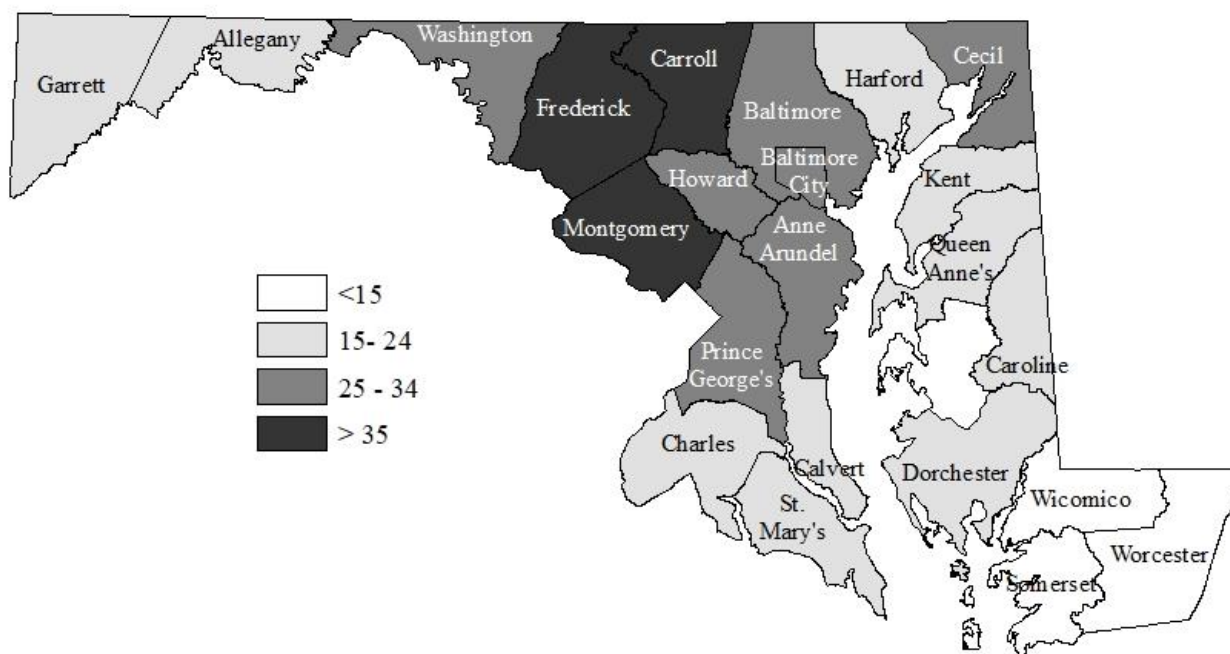 Garrett
Allegany
Washington
Frederick
Carroll
Baltimore
Baltimore
City
Harford
Cecil
Howard
Montgomery
Anne
Arundel
Kent
Queen
Anne's
Caroline
Prince
George's
Charles
Calvert
St.
Mary's
Dorchester
Wicomico
Worcester
Somerset
<15
15- 24
25 - 34
> 35